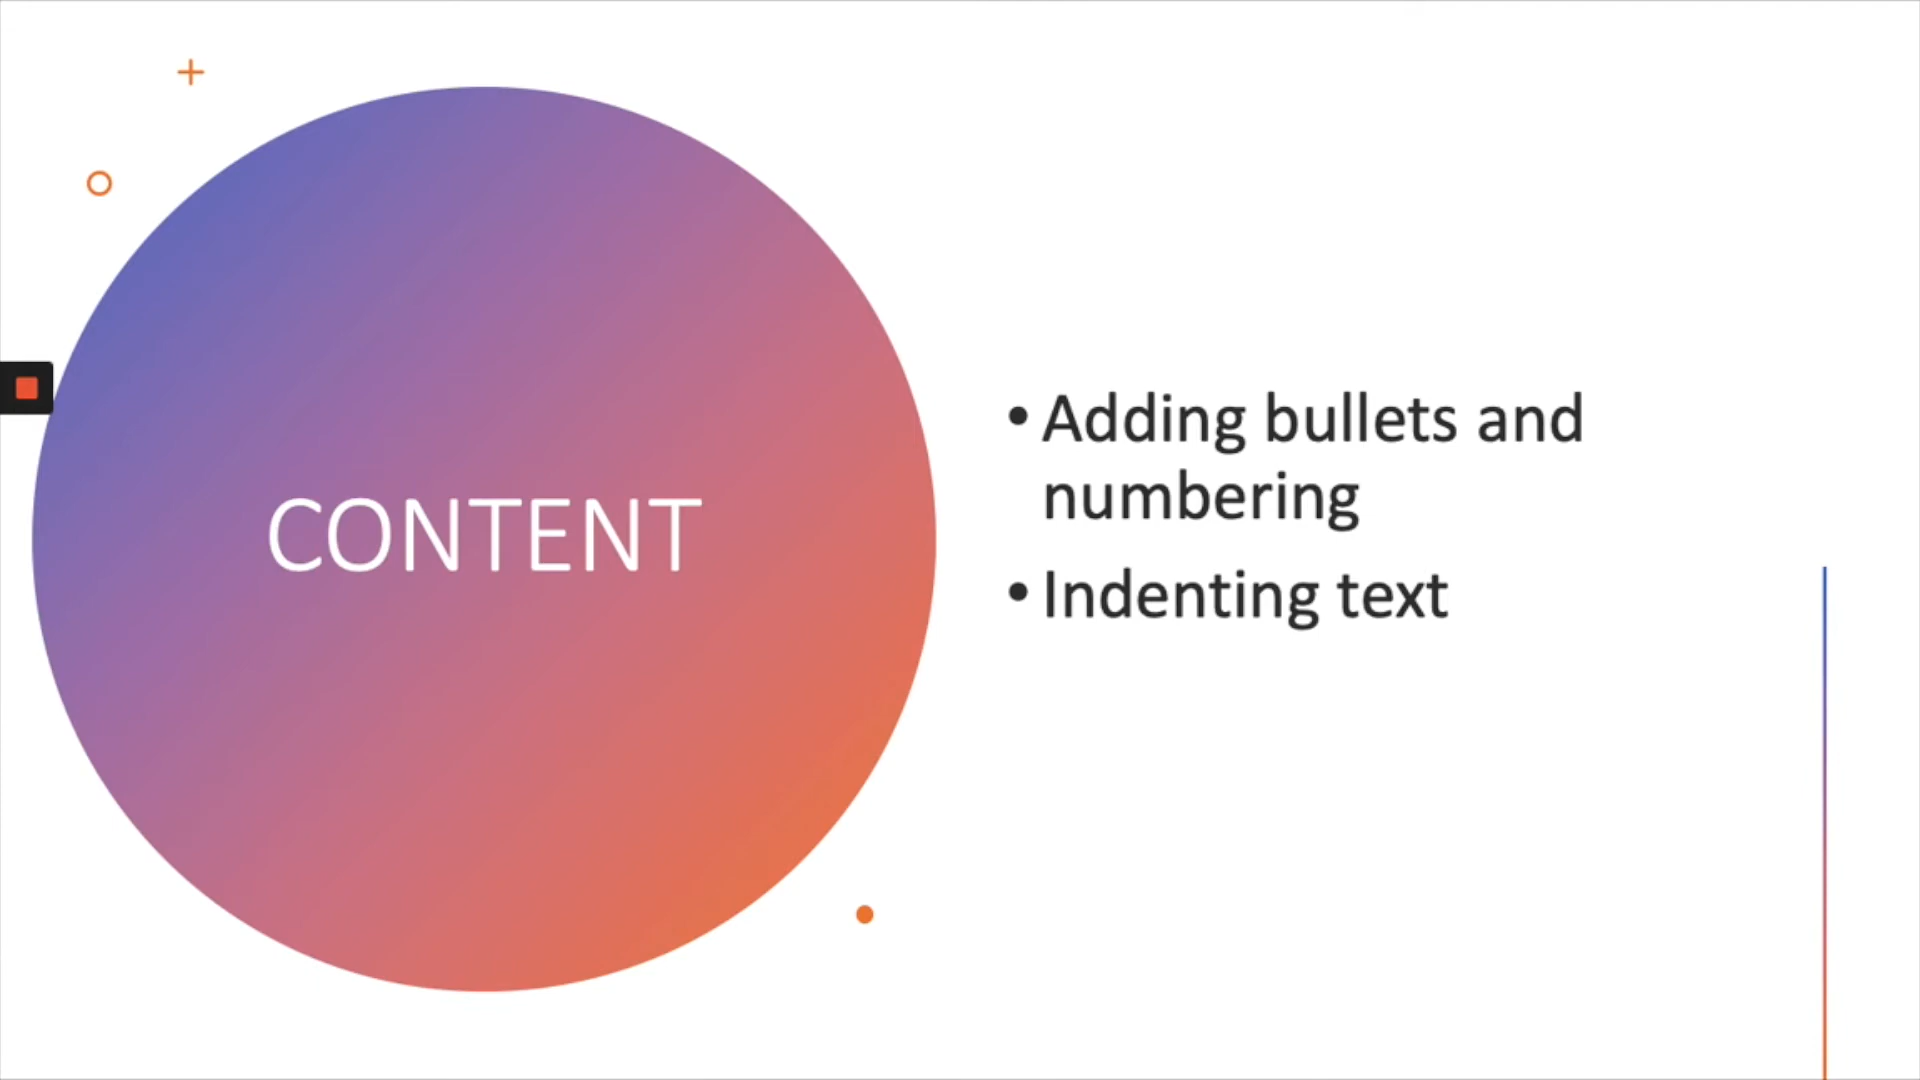 CONTENT
• Adding bullets and
numbering
• Indenting text